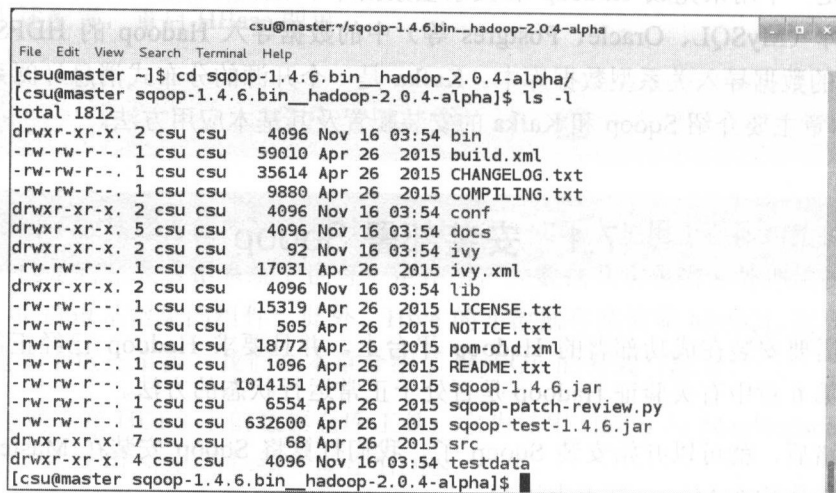 csu@master:~/sqoop-1.4.6.bin__hadoop-2.0.4-alpha
File Edit View Search Terminal Help
[csu@master ~]$ cd sqoop-1.4.6.bin__hadoop-2.0.4-alpha/
[csu@master sqoop-1.4.6.bin__hadoop-2.0.4-alpha]$ ls -l
total 1812
drwxr-xr-x. 2 csu csu 4096 Nov 16 03:54 bin
-rw-rw-r--. 1 csu csu 59010 Apr 26 2015 build.xml
-rw-rw-r--. 1 csu csu 35614 Apr 26 2015 CHANGELOG.txt
-rw-rw-r--. 1 csu csu 9880 Apr 26 2015 COMPILING.txt
drwxr-xr-x. 2 csu csu 4096 Nov 16 03:54 conf
drwxr-xr-x. 5 csu csu 4096 Nov 16 03:54 docs
drwxr-xr-x. 2 csu csu 92 Nov 16 03:54 ivy
-rw-rw-r--. 1 csu csu 17031 Apr 26 2015 ivy.xml
drwxr-xr-x. 2 csu csu 4096 Nov 16 03:54 lib
-rw-rw-r--. 1 csu csu 15319 Apr 26 2015 LICENSE.txt
-rw-rw-r--. 1 csu csu 505 Apr 26 2015 NOTICE.txt
-rw-rw-r--. 1 csu csu 18772 Apr 26 2015 pom-old.xml
-rw-rw-r--. 1 csu csu 1096 Apr 26 2015 README.txt
-rw-rw-r--. 1 csu csu 1014151 Apr 26 2015 sqoop-1.4.6.jar
-rw-rw-r--. 1 csu csu 6554 Apr 26 2015 sqoop-patch-review.py
-rw-rw-r--. 1 csu csu 632600 Apr 26 2015 sqoop-test-1.4.6.jar
drwxr-xr-x. 7 csu csu 68 Apr 26 2015 src
drwxr-xr-x. 4 csu csu 4096 Nov 16 03:54 testdata
[csu@master sqoop-1.4.6.bin__hadoop-2.0.4-alpha]$